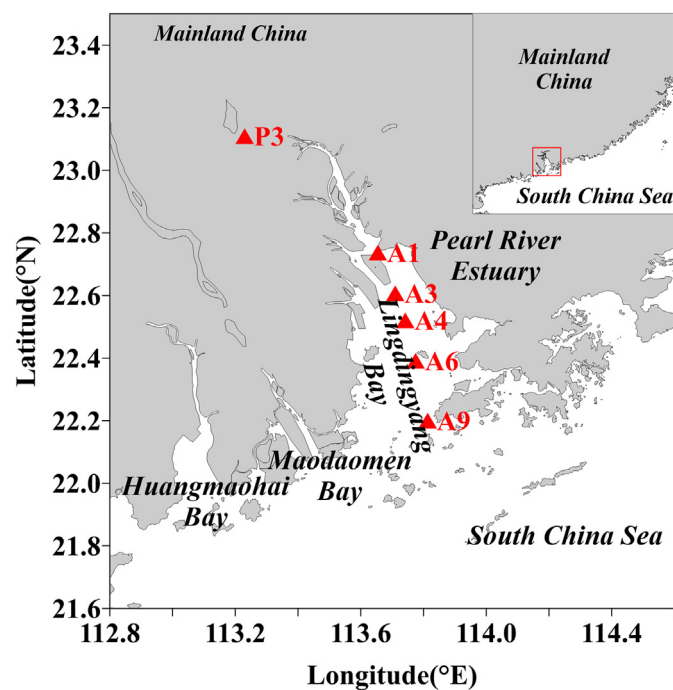 Mainland China
Mainland
China
South China Sea
P3
Pearl River
Estuary
A1
A3
A4
A6
A9
Lingdingyang
Bay
Maodaomen
Bay
Huangmaohai
Bay
South China Sea
Latitude(°N)
23.4
23.2
23.0
22.8
22.6
22.4
22.2
22.0
21.8
21.6
112.8 113.2 113.6 114.0 114.4
Longitude(°E)